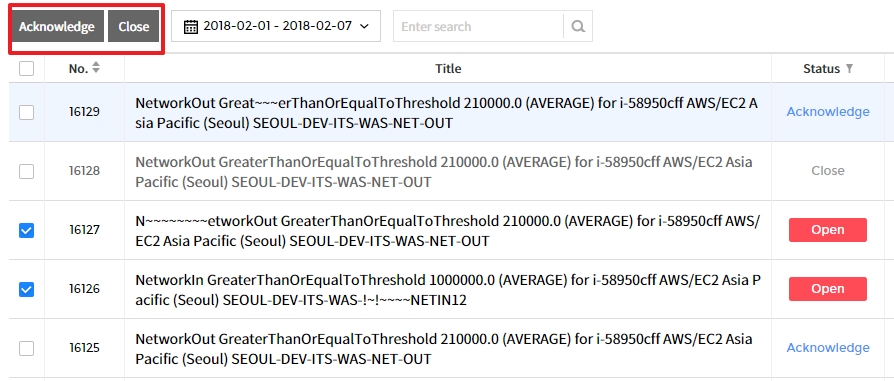 Acknowledge Close 2018-02-01 - 2018-02-07 Enter search
No. Title Status
16129 NetworkOut Great~~~erThanOrEqualToThreshold 210000.0 (AVERAGE) for i-58950cff AWS/EC2 A
sia Pacific (Seoul) SEOUL-DEV-ITS-WAS-NET-OUT Acknowledge
16128 NetworkOut GreaterThanOrEqualToThreshold 210000.0 (AVERAGE) for i-58950cff AWS/EC2 Asia
Pacific (Seoul) SEOUL-DEV-ITS-WAS-NET-OUT Close
16127 N~~~~~~~~etworkOut GreaterThanOrEqualToThreshold 210000.0 (AVERAGE) for i-58950cff AWS/
EC2 Asia Pacific (Seoul) SEOUL-DEV-ITS-WAS-NET-OUT Open
16126 NetworkIn GreaterThanOrEqualToThreshold 1000000.0 (AVERAGE) for i-58950cff AWS/EC2 Asia P
acific (Seoul) SEOUL-DEV-ITS-WAS-!~!~~~~NETIN12 Open
16125 NetworkOut GreaterThanOrEqualToThreshold 210000.0 (AVERAGE) for i-58950cff AWS/EC2 Asia
Pacific (Seoul) SEOUL-DEV-ITS-WAS-NET-OUT Acknowledge